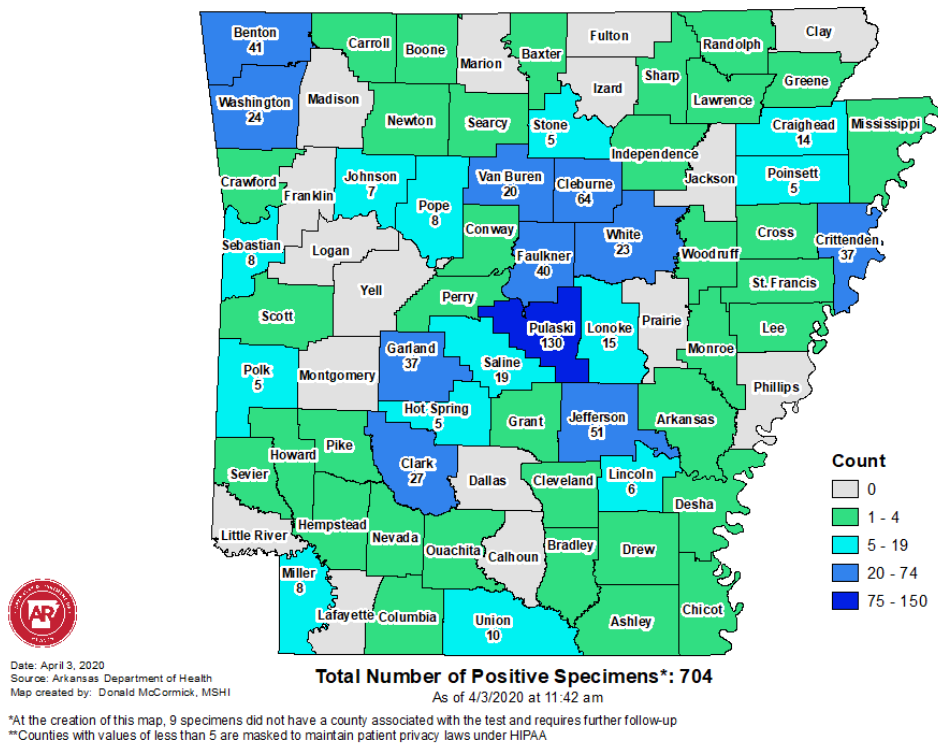 Benton
41
Carroll
Boone
Marion
Baxter
Fulton
Randolph
Clay
Washington
24
Madison
Newton
Searcy
Stone
5
Izard
Sharp
Lawrence
Greene
Craighead
14
Mississippi
Crawford
Franklin
Johnson
7
Pope
8
Van Buren
20
Cleburne
64
Independence
Jackson
Poinsett
5
Sebastian
8
Logan
Conway
Faulkner
40
White
23
Woodruff
Cross
Crittenden
37
St. Francis
Scott
Yell
Perry
Pulaski
130
Lonoke
15
Prairie
Monroe
Lee
Phillips
Polk
5
Montgomery
Garland
37
Saline
19
Hot Spring
5
Grant
Jefferson
51
Arkansas
Sevier
Howard
Pike
Clark
27
Dallas
Cleveland
Lincoln
6
Desha
Little River
Hempstead
Nevada
Ouachita
Calhoun
Bradley
Drew
Miller
8
Lafayette
Columbia
Union
10
Ashley
Chicot
Count
0
1 - 4
5 - 19
20 - 74
75 - 150
AR
Date: April 3, 2020
Source: Arkansas Department of Health
Map created by: Donald McCormick, MSHI
Total Number of Positive Specimens*: 704
As of 4/3/2020 at 11:42 am
*At the creation of this map, 9 specimens did not have a county associated with the test and requires further follow-up
**Counties with values of less than 5 are masked to maintain patient privacy laws under HIPAA